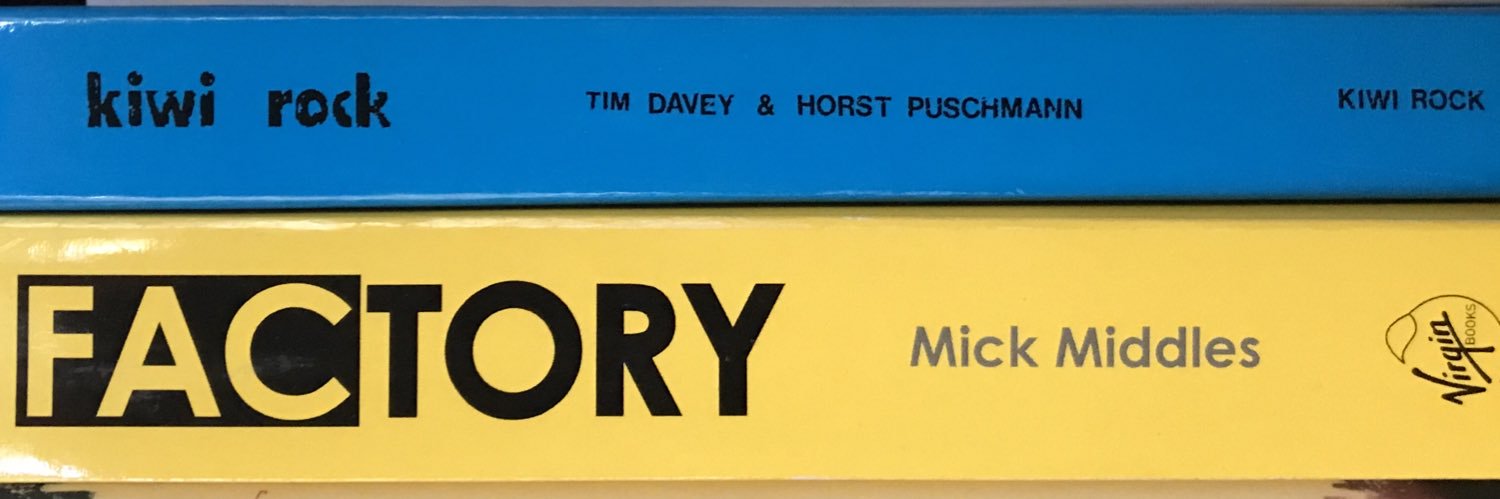 kiwi rock TIM DAVEY & HORST PUSCHMANN KIWI ROCK
FACTORY Mick Middles Virgin BOOKS